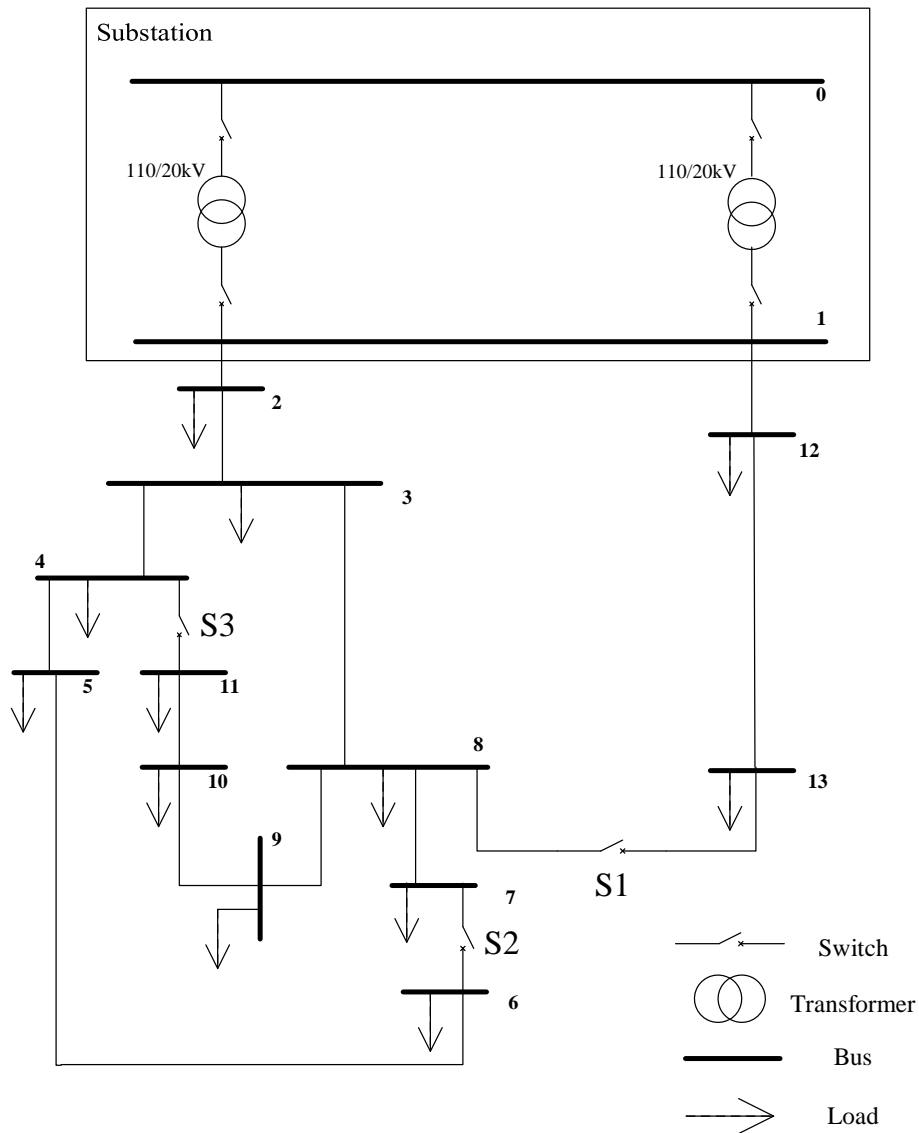 Substation
0
110/20kV
110/20kV
1
2
12
3
4
S3
5
11
8
10
13
9
S1
7
S2
6
Switch
Transformer
Bus
Load